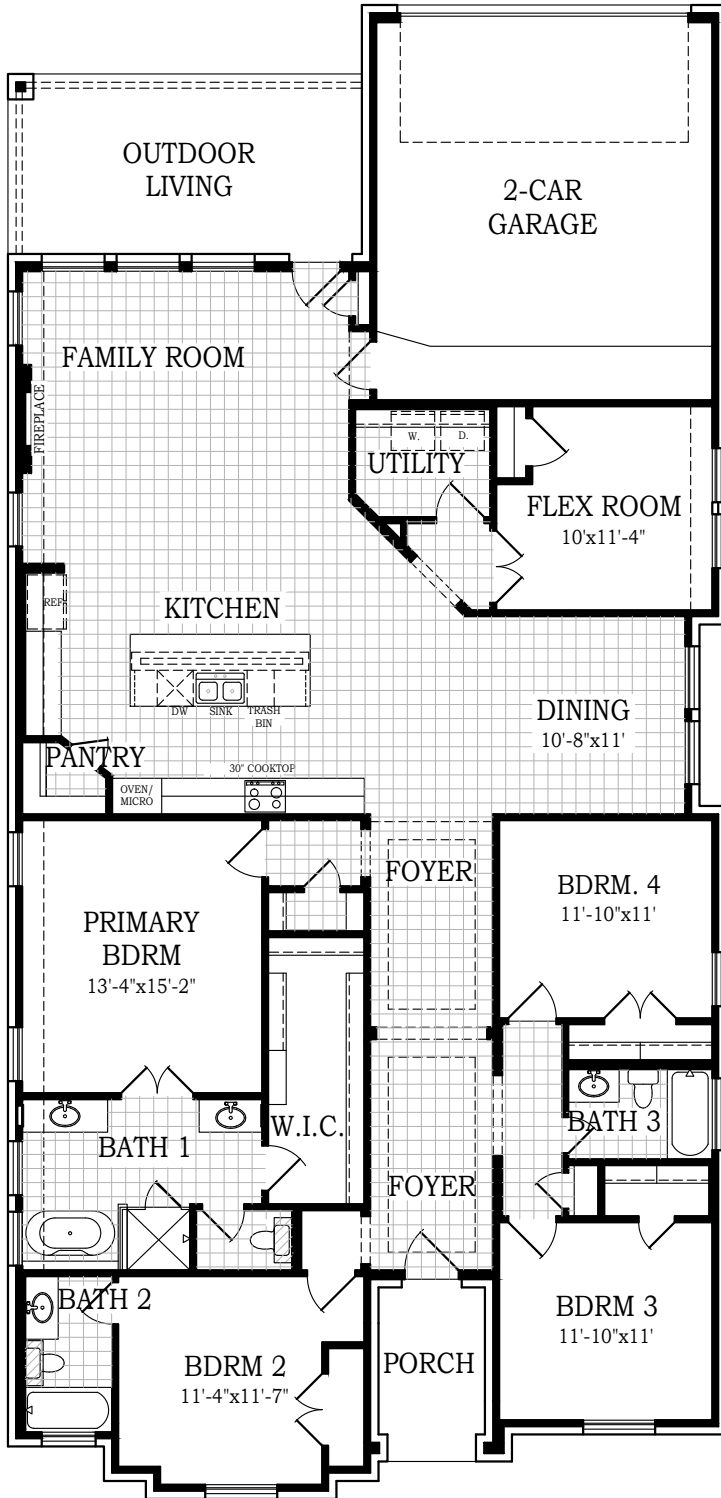 OUTDOOR
LIVING
2-CAR
GARAGE
FAMILY ROOM
FIREPLACE
W.
D.
UTILITY
FLEX ROOM
10'x11'-4"
REF.
KITCHEN
DW
SINK
TRASH
BIN
DINING
10'-8"x11'
PANTRY
30" COOKTOP
OVEN/
MICRO
FOYER
BDRM. 4
11'-10"x11'
PRIMARY
BDRM
13'-4"x15'-2"
W.I.C.
BATH 1
BATH 3
FOYER
BATH 2
BDRM 2
11'-4"x11'-7"
PORCH
BDRM 3
11'-10"x11'